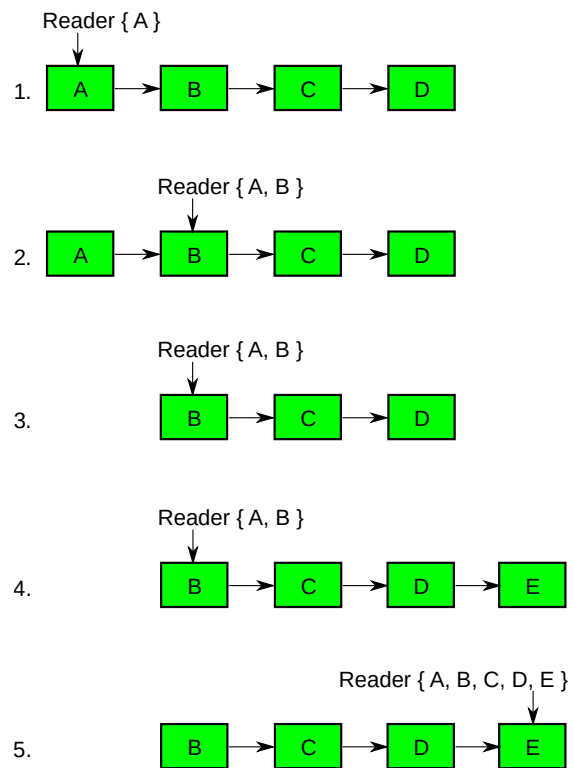 Reader { A }
1. A B C D
Reader { A, B }
2. A B C D
Reader { A, B }
3. B C D
Reader { A, B }
4. B C D E
Reader { A, B, C, D, E }
5. B C D E